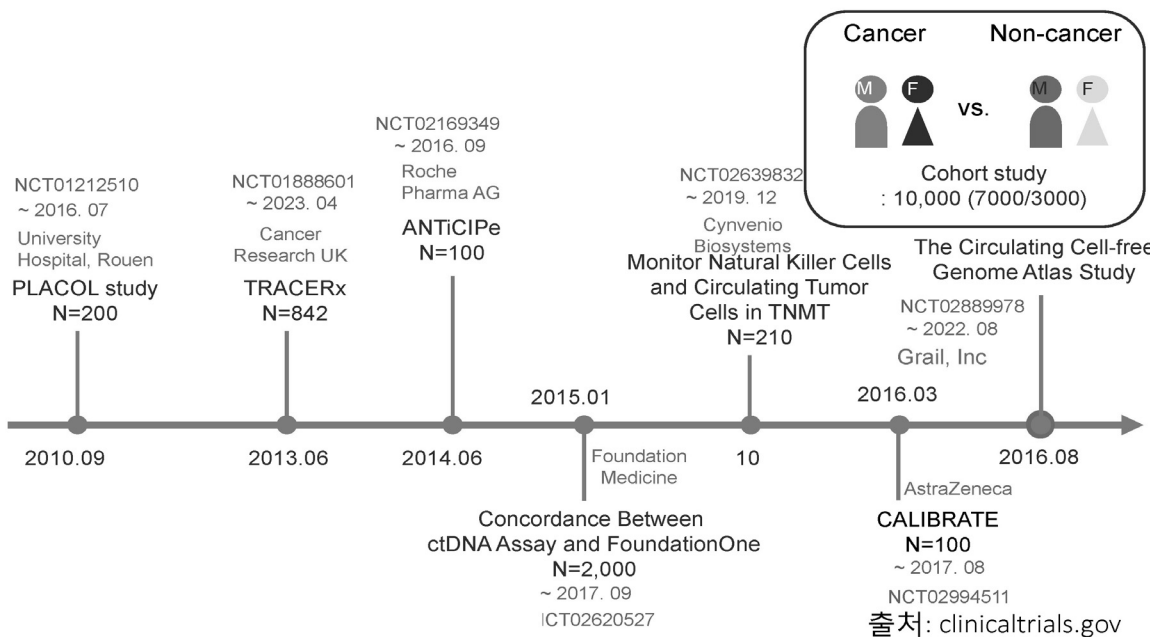 Cancer
Non-cancer
M
F
vs.
M
F
Cohort study
: 10,000 (7000/3000)
NCT01212510
~ 2016. 07
University
Hospital, Rouen
PLACOL study
N=200
2010.09
NCT01888601
~ 2023. 04
Cancer
Research UK
TRACERx
N=842
2013.06
NCT02169349
~ 2016. 09
Roche
Pharma AG
ANTiCIPe
N=100
2014.06
2015.01
Foundation
Medicine
Concordance Between
ctDNA Assay and FoundationOne
N=2,000
~ 2017. 09
ICT02620527
NCT02639832
~ 2019. 12
Cynvenio
Biosystems
Monitor Natural Killer Cells
and Circulating Tumor
Cells in TNMT
N=210
10
2016.03
AstraZeneca
CALIBRATE
N=100
~ 2017. 08
NCT02994511
The Circulating Cell-free
Genome Atlas Study
NCT02889978
~ 2022. 08
Grail, Inc
2016.08
출처: clinicaltrials.gov